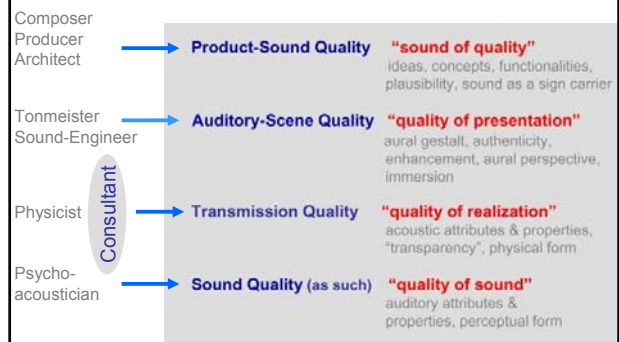 Composer
Producer
Architect
Product-Sound Quality
“sound of quality”
ideas, concepts, functionalities,
plausibility, sound as a sign carrier
Tonmeister
Sound-Engineer
Auditory-Scene Quality
“quality of presentation”
aural gestalt, authenticity,
enhancement, aural perspective,
immersion
Consultant
Physicist
Transmission Quality
“quality of realization”
acoustic attributes & properties,
“transparency”, physical form
Psycho-
acoustician
Sound Quality (as such)
“quality of sound”
auditory attributes &
properties, perceptual form